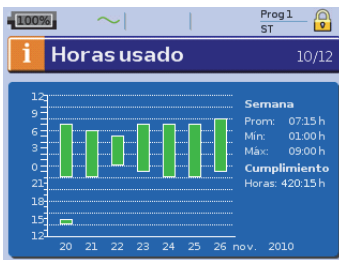 100%
Prog 1
ST
i Horas usado 10/12
12
9
6
3
0
21
18
15
12
20 21 22 23 24 25 26 nov. 2010
Semana
Prom: 07:15 h
Mín: 01:00 h
Máx: 09:00 h
Cumplimiento
Horas: 420:15 h